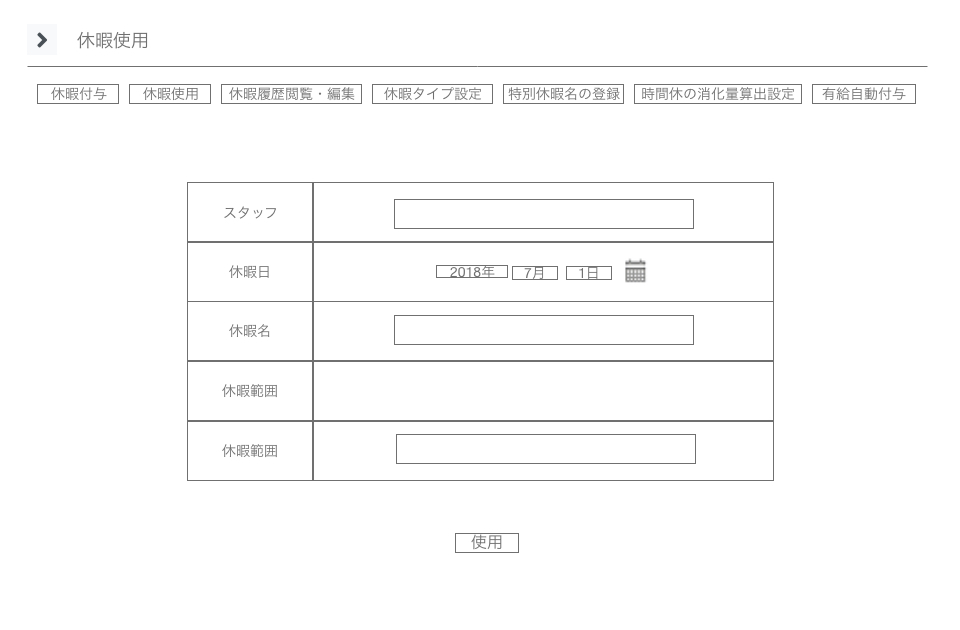 休暇使用
休暇付与 休暇使用 休暇履歴閲覧・編集 休暇タイプ設定 特別休暇名の登録 時間休の消化量算出設定 有給自動付与
スタッフ
休暇日 2018年 7月 1日
休暇名
休暇範囲
休暇範囲
使用